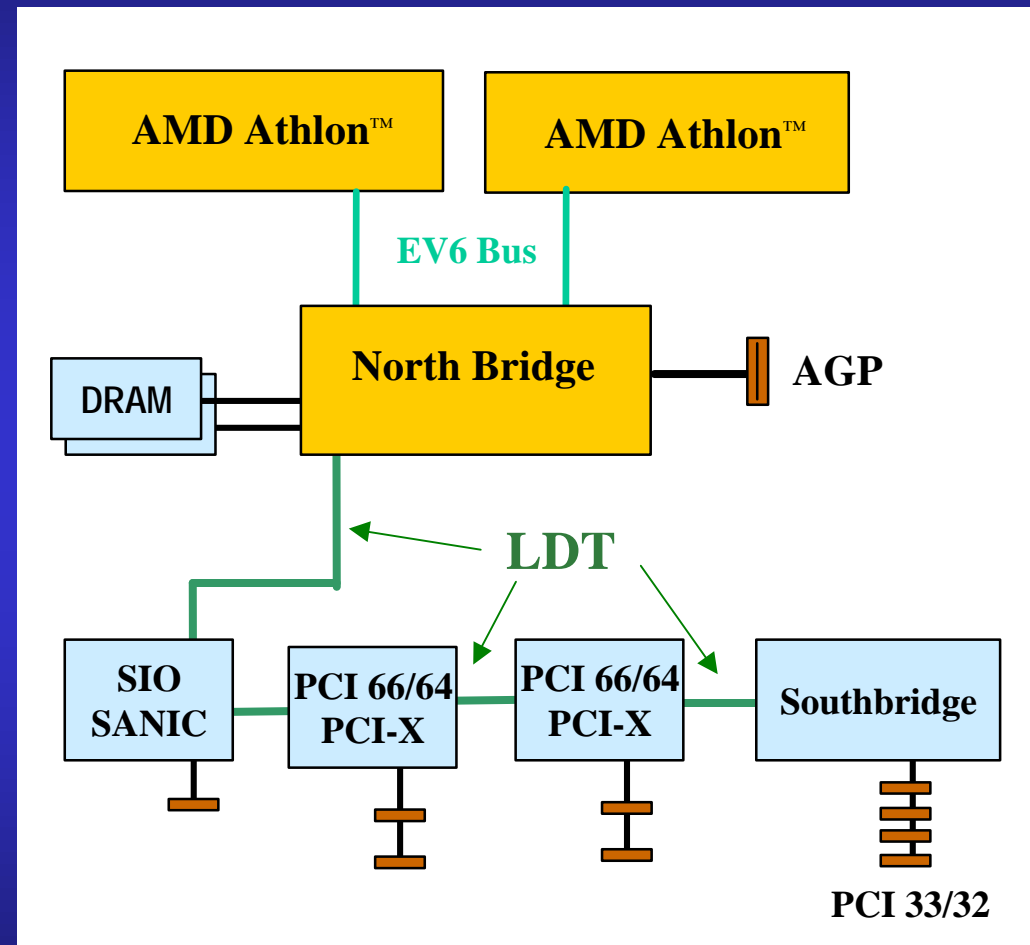 AMD Athlon™
AMD Athlon™
EV6 Bus
North Bridge
AGP
DRAM
LDT
SIO
SANIC
PCI 66/64
PCI-X
PCI 66/64
PCI-X
Southbridge
PCI 33/32